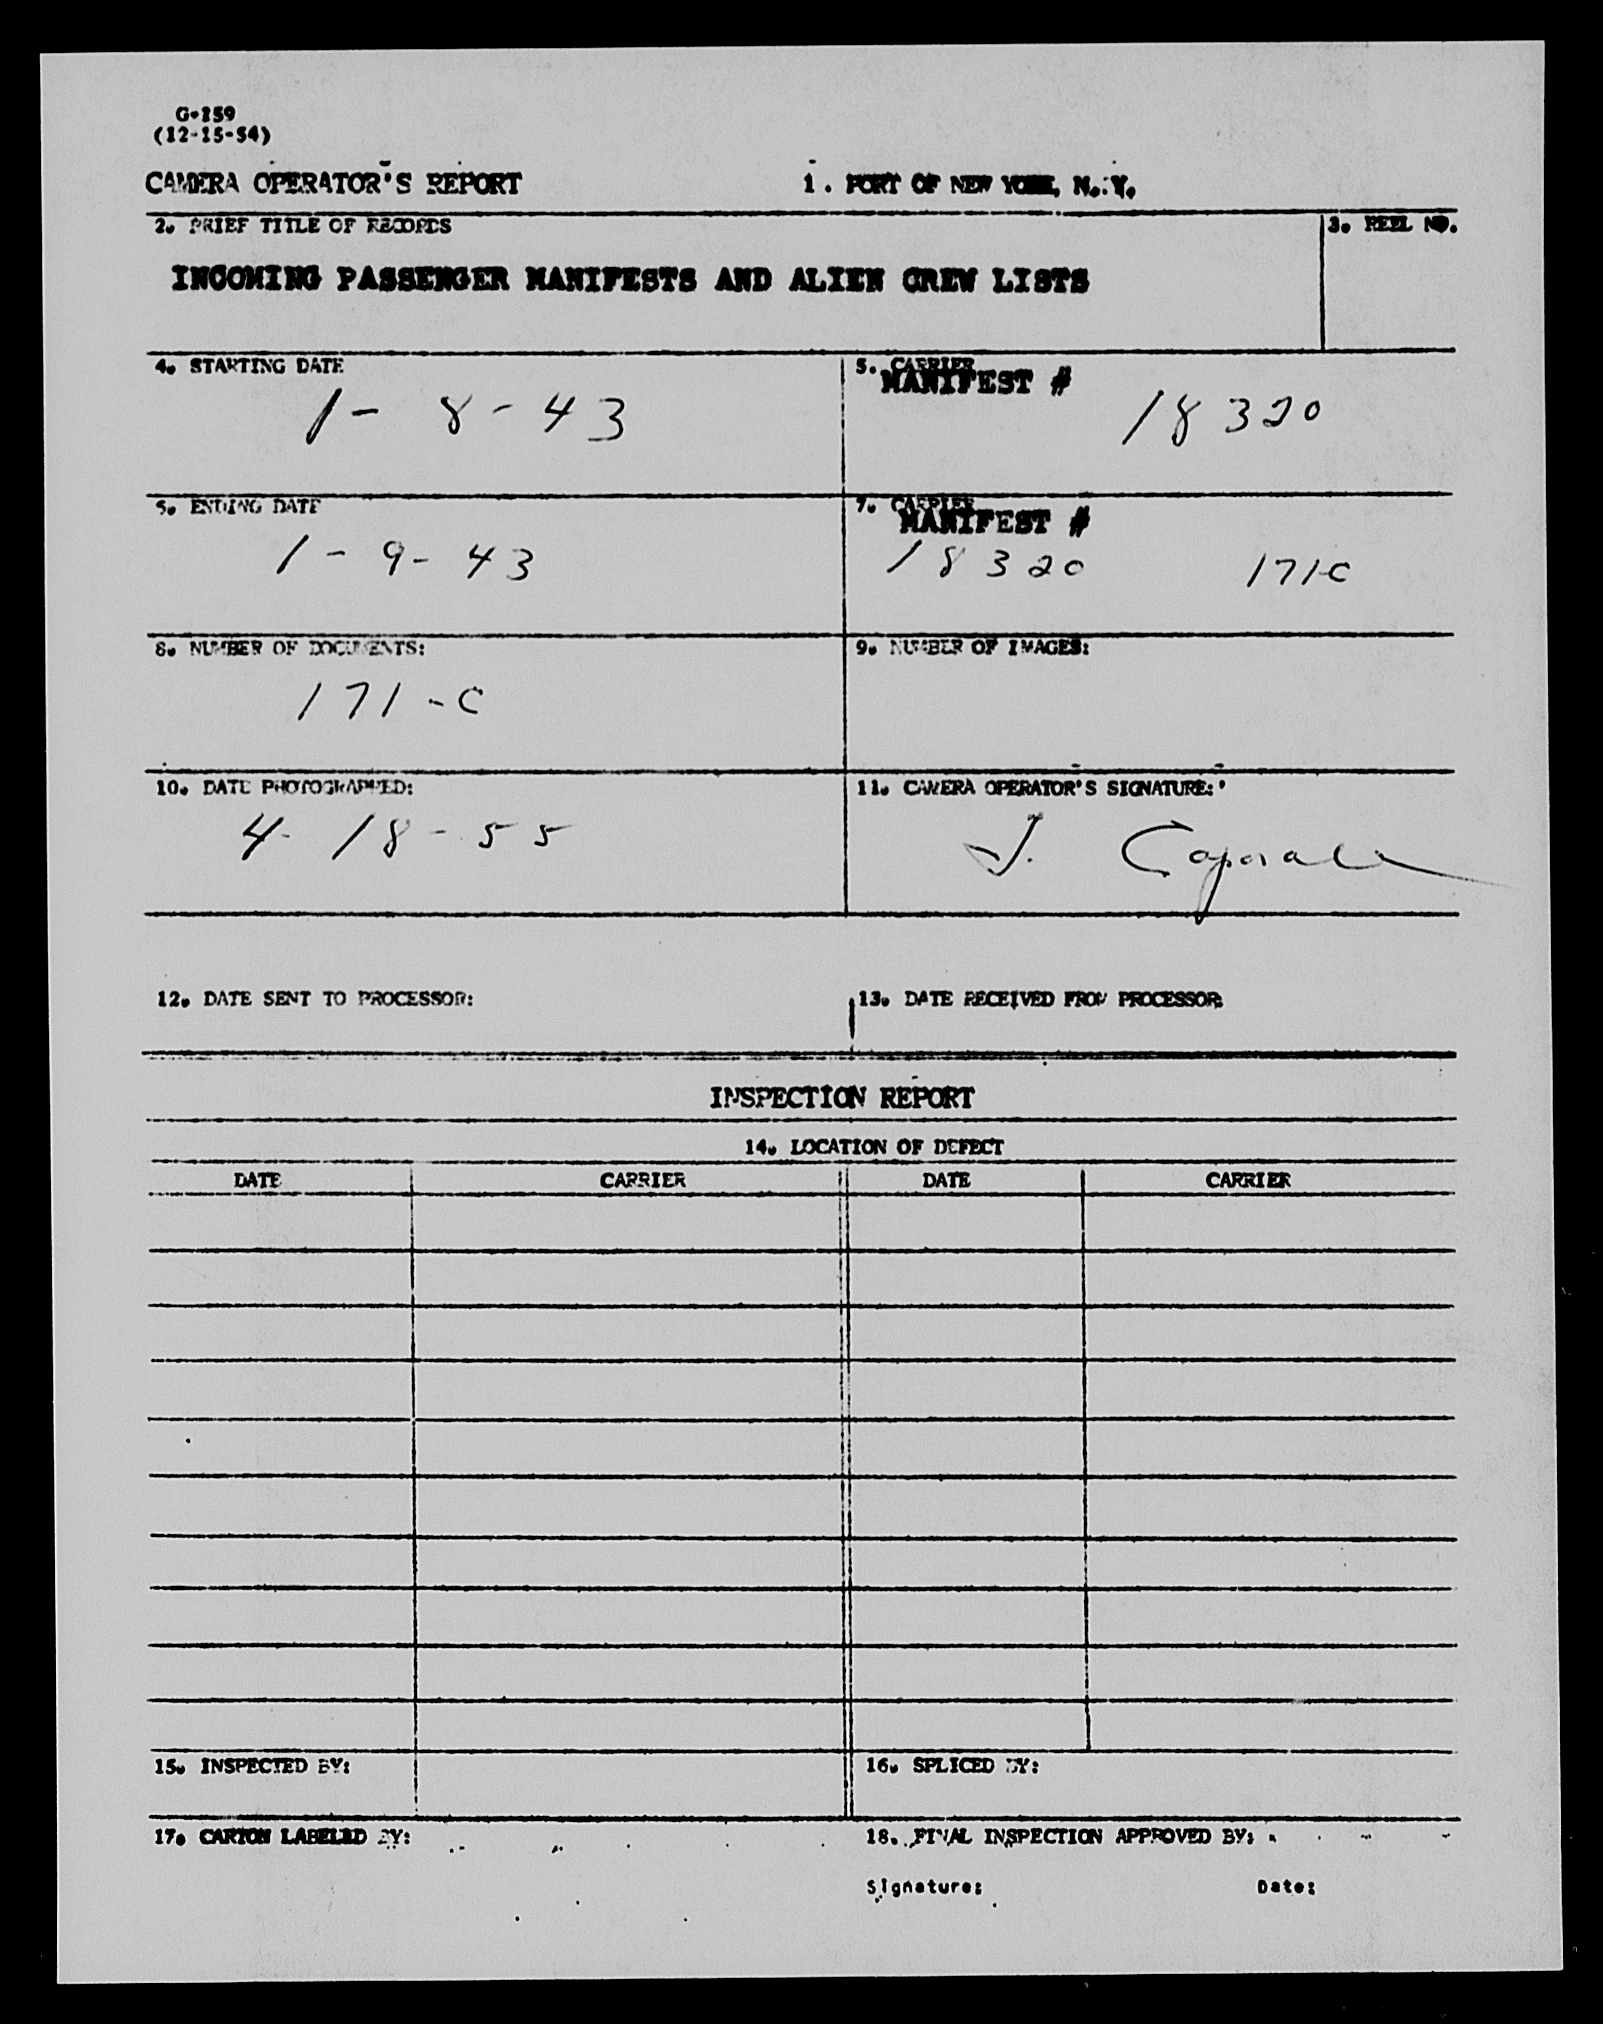 G-159
(12-15-54)
CAMERA OPERATOR'S REPORT
1. PORT OF NEW YORK, N. Y.
2. BRIEF TITLE OF RECORDS
3. REEL NO.
INCOMING PASSENGER MANIFESTS AND ALIEN CREW LISTS
4. STARTING DATE
1-8-43
5. CARRIER
MANIFEST #
18320
5. ENDING DATE
1-9-43
7. CARRIER
MANIFEST #
18320 171-C
8. NUMBER OF DOCUMENTS:
171-C
9. NUMBER OF IMAGES:
10. DATE PHOTOGRAPHED:
4-18-55
11. CAMERA OPERATOR'S SIGNATURE:
J. Caporale
12. DATE SENT TO PROCESSOR:
13. DATE RECEIVED FROM PROCESSOR:
INSPECTION REPORT
14. LOCATION OF DEFECT
DATE CARRIER DATE CARRIER
15. INSPECTED BY:
16. SPLICED BY:
17. CARTON LABELED BY:
18. FINAL INSPECTION APPROVED BY:
Signature: Date: